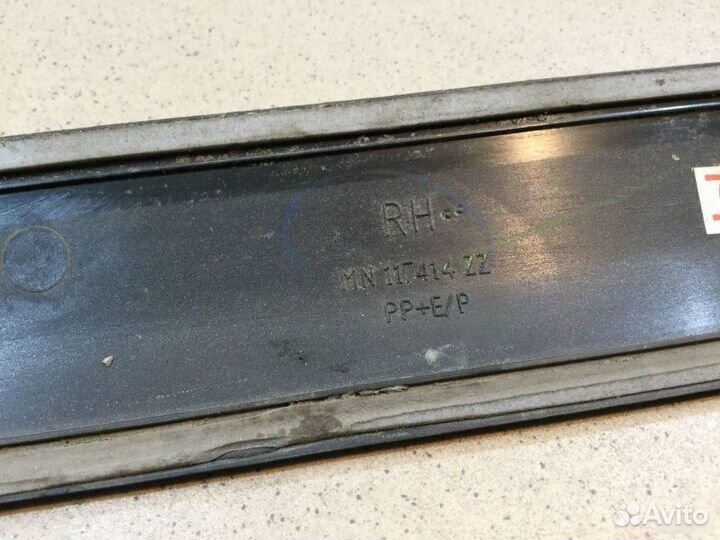 RH
MN 117414 ZZ
PP+E/P
Avito